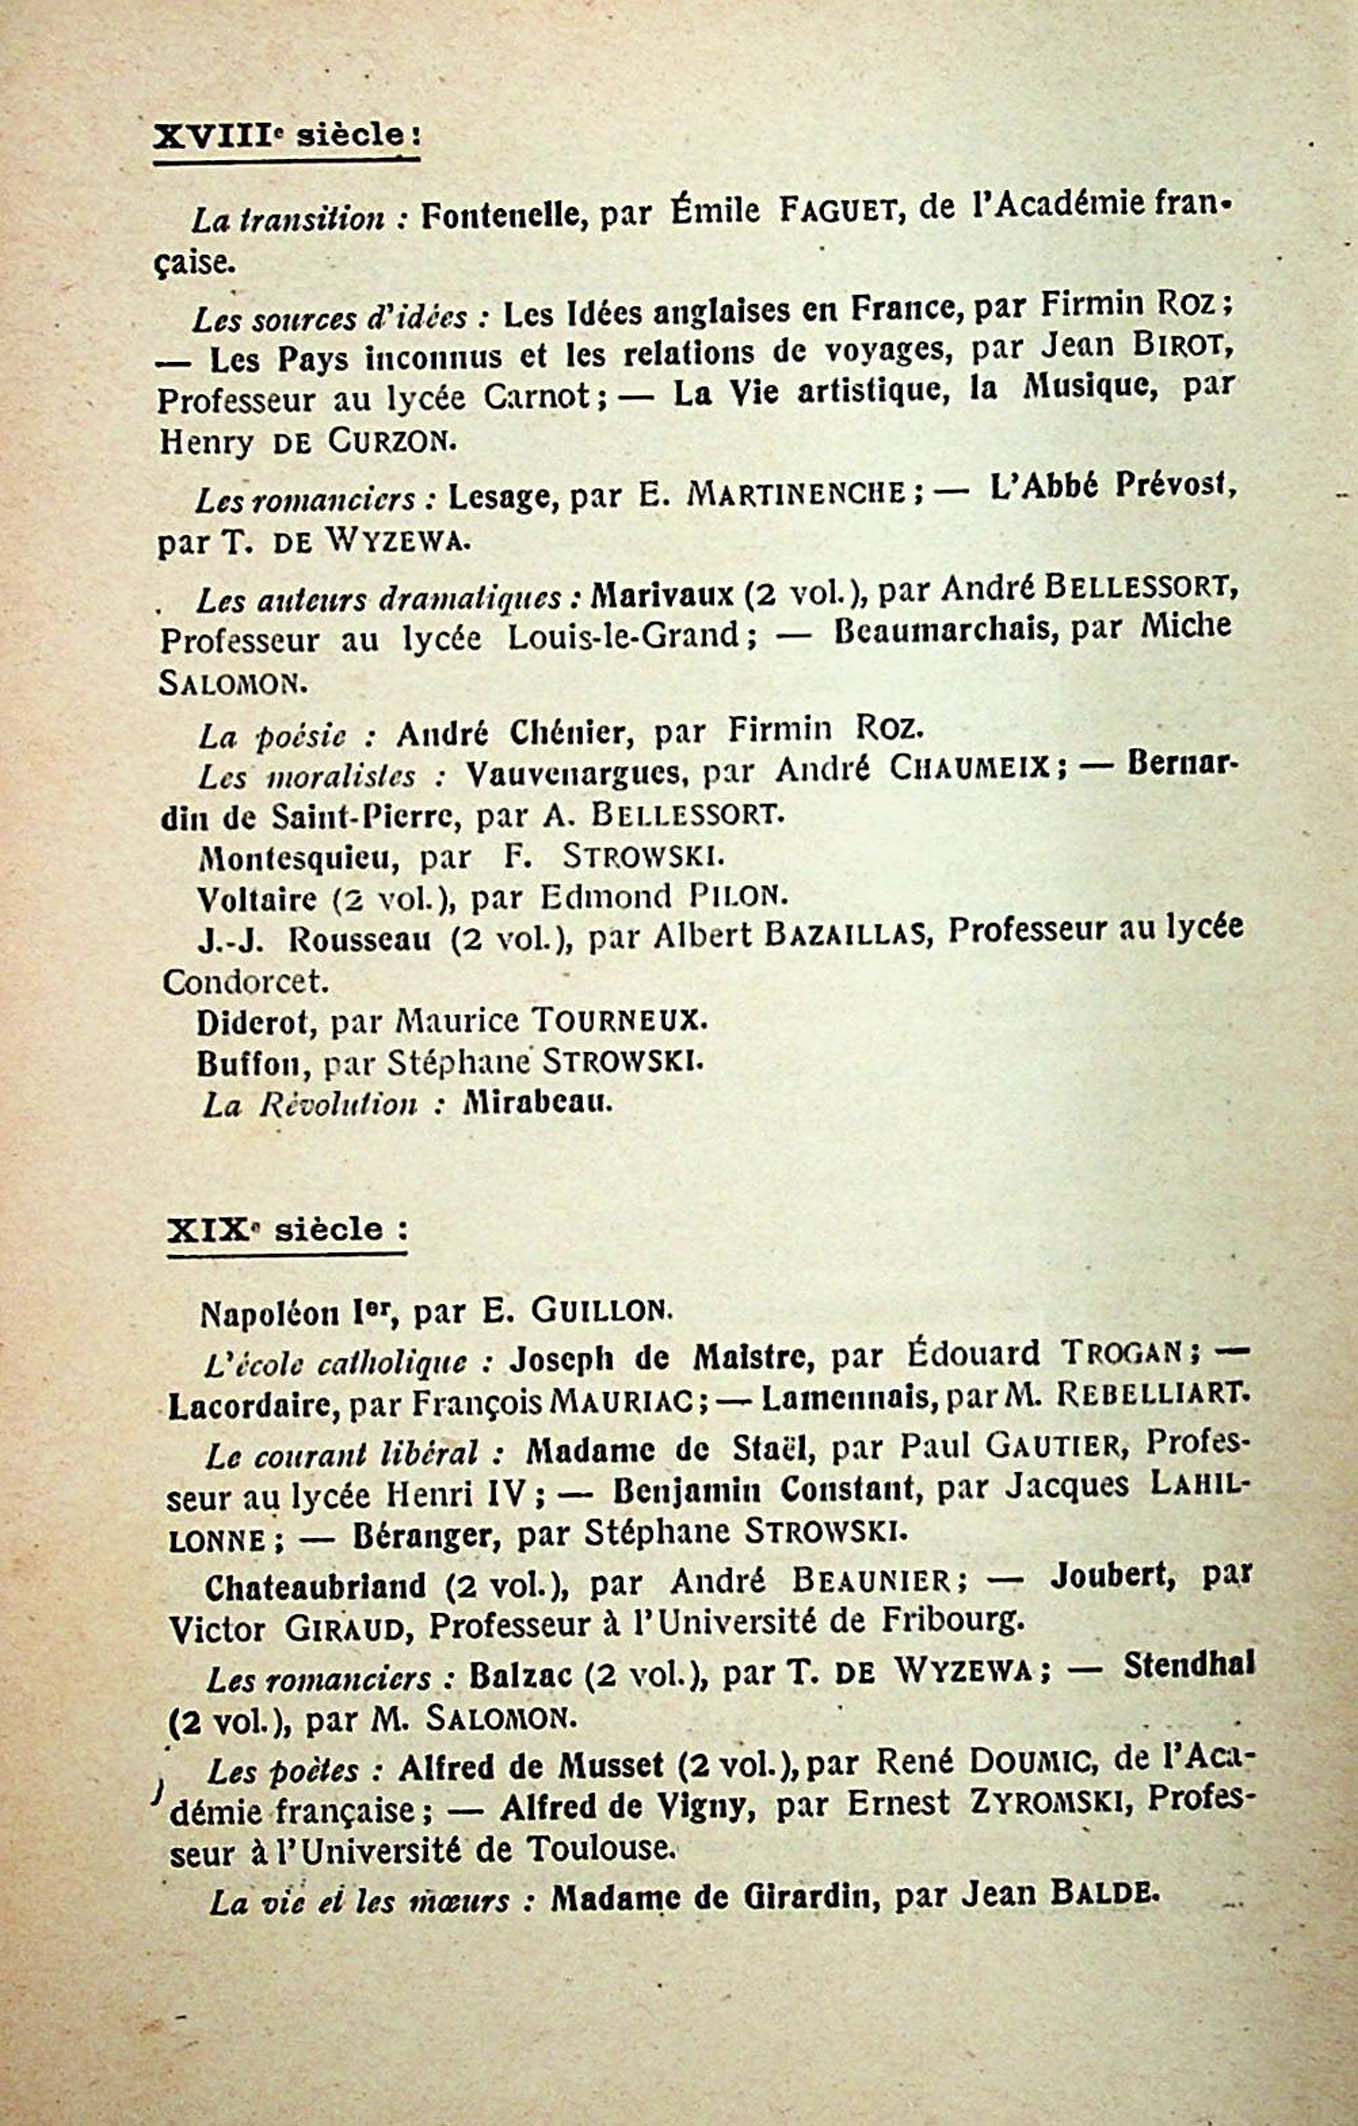 XVIIIe siècle :
La transition : Fontenelle, par Émile FAGUET, de l'Académie fran-
çaise.
Les sources d'idées : Les Idées anglaises en France, par Firmin ROZ ;
— Les Pays inconnus et les relations de voyages, par Jean BIROT,
Professeur au lycée Carnot ; — La Vie artistique, la Musique, par
Henry DE CURZON.
Les romanciers : Lesage, par E. MARTINENCHE ; — L'Abbé Prévost,
par T. DE WYZEWA.
Les auteurs dramatiques : Marivaux (2 vol.), par André BELLESSORT,
Professeur au lycée Louis-le-Grand ; — Beaumarchais, par Miche
SALOMON.
La poésie : André Chénier, par Firmin ROZ.
Les moralistes : Vauvenargues, par André CHAUMEIX ; — Bernar-
din de Saint-Pierre, par A. BELLESSORT.
Montesquieu, par F. STROWSKI.
Voltaire (2 vol.), par Edmond PILON.
J.-J. Rousseau (2 vol.), par Albert BAZAILLAS, Professeur au lycée
Condorcet.
Diderot, par Maurice TOURNEUX.
Buffon, par Stéphane STROWSKI.
La Révolution : Mirabeau.
XIXe siècle :
Napoléon Ier, par E. GUILLON.
L'école catholique : Joseph de Maistre, par Édouard TROGAN ; —
Lacordaire, par François MAURIAC ; — Lamennais, par M. REBELLIART.
Le courant libéral : Madame de Staël, par Paul GAUTIER, Profes-
seur au lycée Henri IV ; — Benjamin Constant, par Jacques LAHIL-
LONNE ; — Béranger, par Stéphane STROWSKI.
Chateaubriand (2 vol.), par André BEAUNIER ; — Joubert, par
Victor GIRAUD, Professeur à l'Université de Fribourg.
Les romanciers : Balzac (2 vol.), par T. DE WYZEWA ; — Stendhal
(2 vol.), par M. SALOMON.
Les poètes : Alfred de Musset (2 vol.), par René DOUMIC, de l'Aca-
démie française ; — Alfred de Vigny, par Ernest ZYROMSKI, Profes-
seur à l'Université de Toulouse.
La vie et les mœurs : Madame de Girardin, par Jean BALDE.